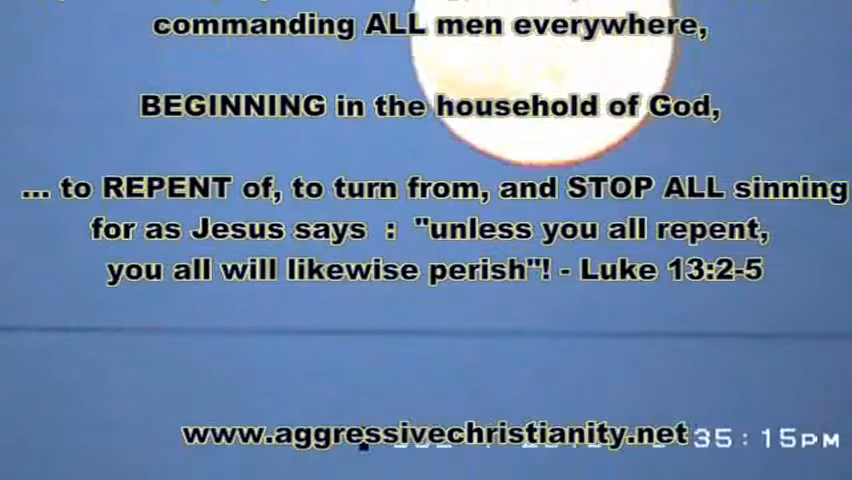 commanding ALL men everywhere,
BEGINNING in the household of God,
... to REPENT of, to turn from, and STOP ALL sinning
for as Jesus says : "unless you all repent,
you all will likewise perish"! - Luke 13:2-5
www.aggressivechristianity.net
35:15PM